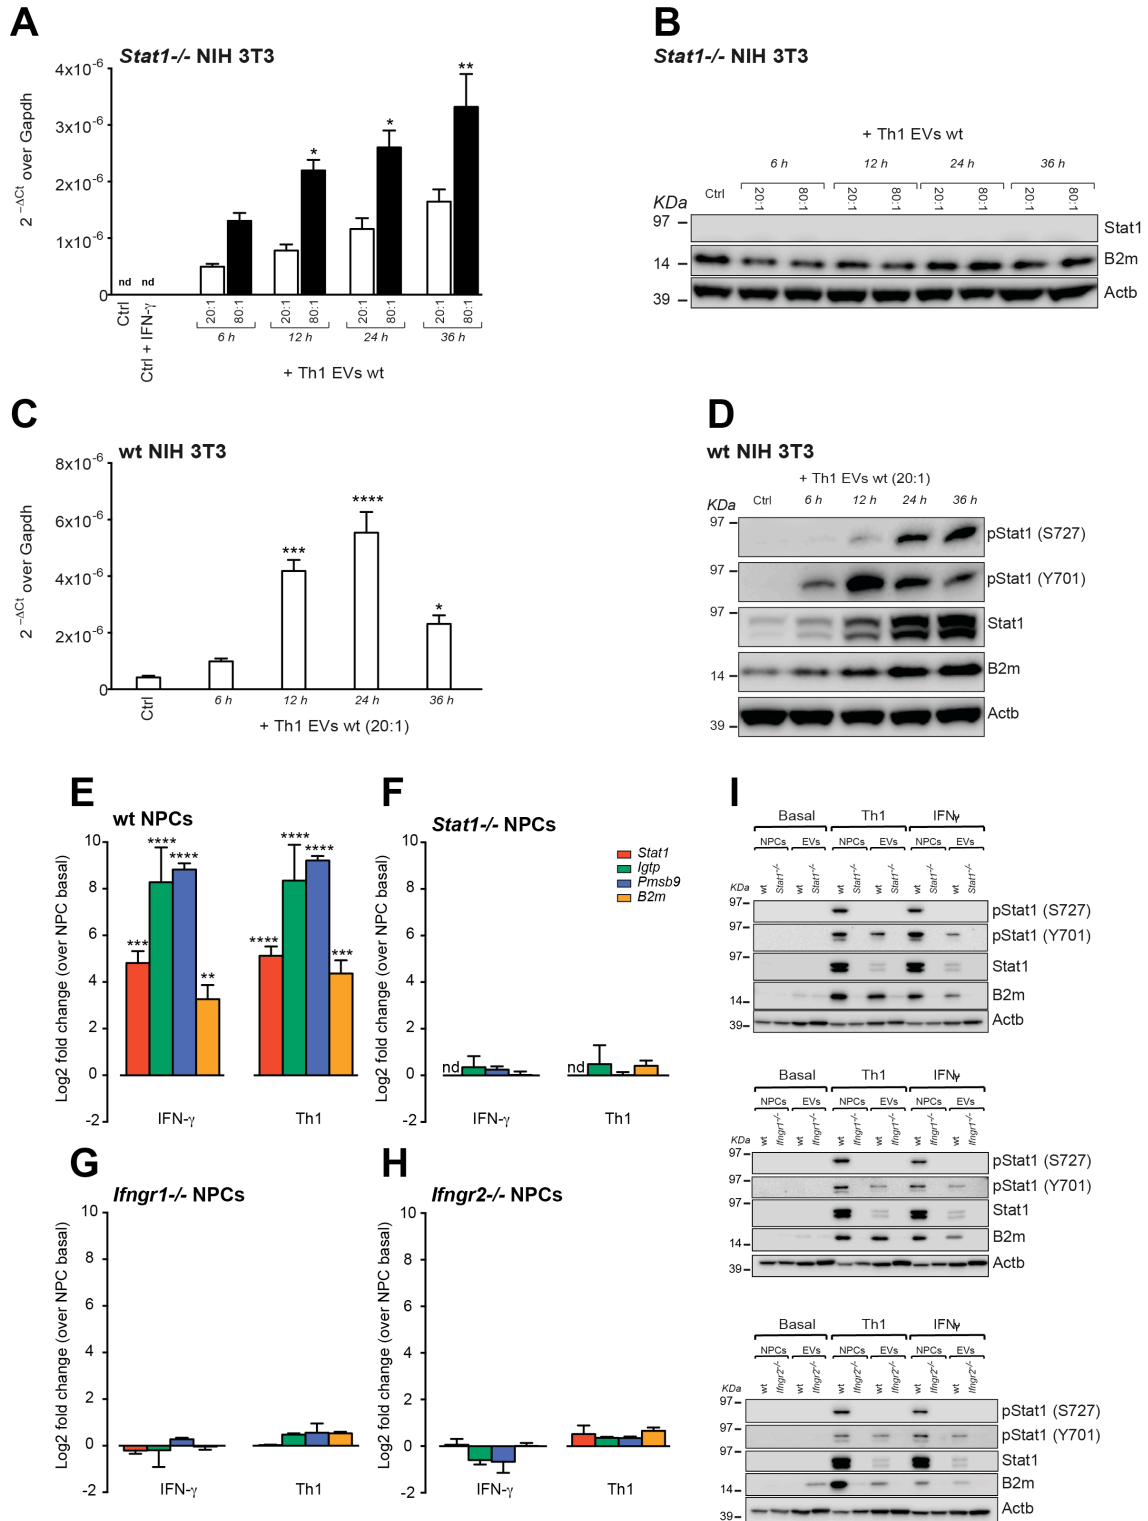 A
Stat1-/- NIH 3T3
4x10-6
3x10-6
2x10-6
1x10-6
0
2 −ΔCt over Gapdh
nd nd
* * **
Ctrl
Ctrl + IFN-γ
20:1 80:1 20:1 80:1 20:1 80:1 20:1 80:1
6 h 12 h 24 h 36 h
+ Th1 EVs wt
B
Stat1-/- NIH 3T3
+ Th1 EVs wt
6 h 12 h 24 h 36 h
Ctrl 20:1 80:1 20:1 80:1 20:1 80:1 20:1 80:1
KDa
97
Stat1
14
B2m
39
Actb
C
wt NIH 3T3
8x10-6
6x10-6
4x10-6
2x10-6
0
2 −ΔCt over Gapdh
*** **** *
Ctrl 6 h 12 h 24 h 36 h
+ Th1 EVs wt (20:1)
D
wt NIH 3T3
+ Th1 EVs wt (20:1)
KDa Ctrl 6 h 12 h 24 h 36 h
97
pStat1 (S727)
97
pStat1 (Y701)
97
Stat1
14
B2m
39
Actb
E
wt NPCs
Log2 fold change (over NPC basal)
10
8
6
4
2
0
-2
*** **** **** **
**** **** **** ***
IFN-γ Th1
F
Stat1-/- NPCs
Stat1
Igtp
Pmsb9
B2m
Log2 fold change (over NPC basal)
10
8
6
4
2
0
-2
nd nd
IFN-γ Th1
G
Ifngr1-/- NPCs
Log2 fold change (over NPC basal)
10
8
6
4
2
0
-2
IFN-γ Th1
H
Ifngr2-/- NPCs
Log2 fold change (over NPC basal)
10
8
6
4
2
0
-2
IFN-γ Th1
I
Basal Th1 IFNγ
NPCs EVs NPCs EVs NPCs EVs
KDa wt Stat1-/- wt Stat1-/- wt Stat1-/- wt Stat1-/- wt Stat1-/- wt Stat1-/-
97
pStat1 (S727)
97
pStat1 (Y701)
97
Stat1
14
B2m
39
Actb
Basal Th1 IFNγ
NPCs EVs NPCs EVs NPCs EVs
KDa wt Ifngr1-/- wt Ifngr1-/- wt Ifngr1-/- wt Ifngr1-/- wt Ifngr1-/- wt Ifngr1-/-
97
pStat1 (S727)
97
pStat1 (Y701)
97
Stat1
14
B2m
39
Actb
Basal Th1 IFNγ
NPCs EVs NPCs EVs NPCs EVs
KDa wt Ifngr2-/- wt Ifngr2-/- wt Ifngr2-/- wt Ifngr2-/- wt Ifngr2-/- wt Ifngr2-/-
97
pStat1 (S727)
97
pStat1 (Y701)
97
Stat1
14
B2m
39
Actb